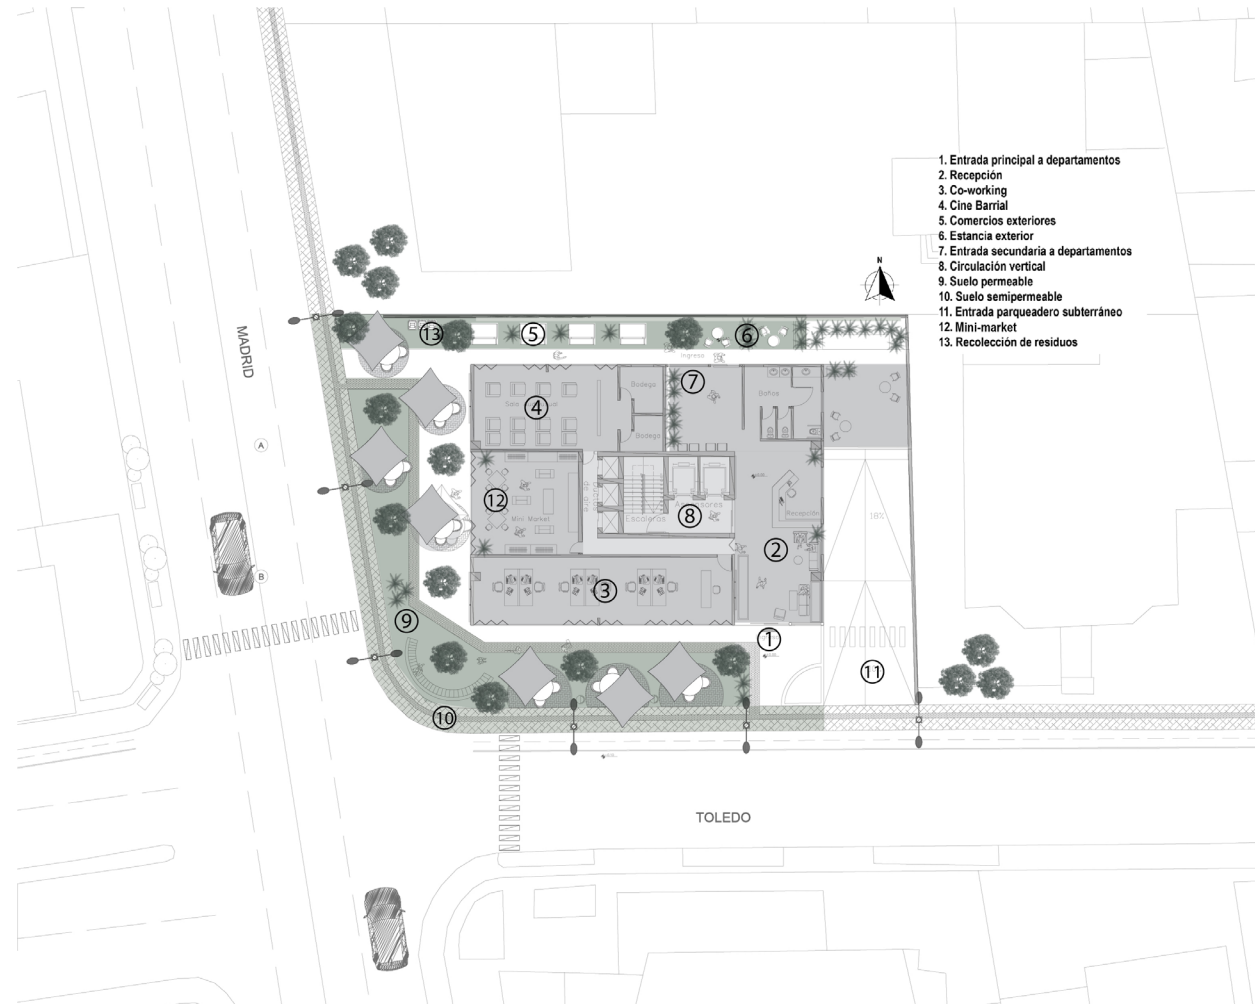 1. Entrada principal a departamentos
2. Recepción
3. Co-working
4. Cine Barrial
5. Comercios exteriores
6. Estancia exterior
7. Entrada secundaria a departamentos
8. Circulación vertical
9. Suelo permeable
10. Suelo semipermeable
11. Entrada parqueadero subterráneo
12. Mini-market
13. Recolección de residuos
N
MADRID
13
5
6
Ingreso
7
Bodega
Baños
4
Bodega
A
12
Mini Market
Escaleras
8
Recepción
18%
2
B
3
9
1
11
10
TOLEDO